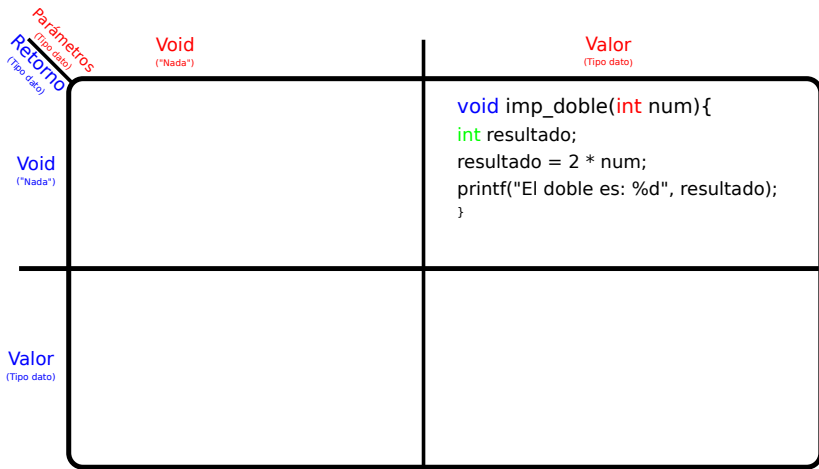 Parámetros
(Tipo dato)
Retorno
(Tipo dato)
Void
("Nada")
Valor
(Tipo dato)
Void
("Nada")
void imp_doble(int num){
int resultado;
resultado = 2 * num;
printf("El doble es: %d", resultado);
}
Valor
(Tipo dato)